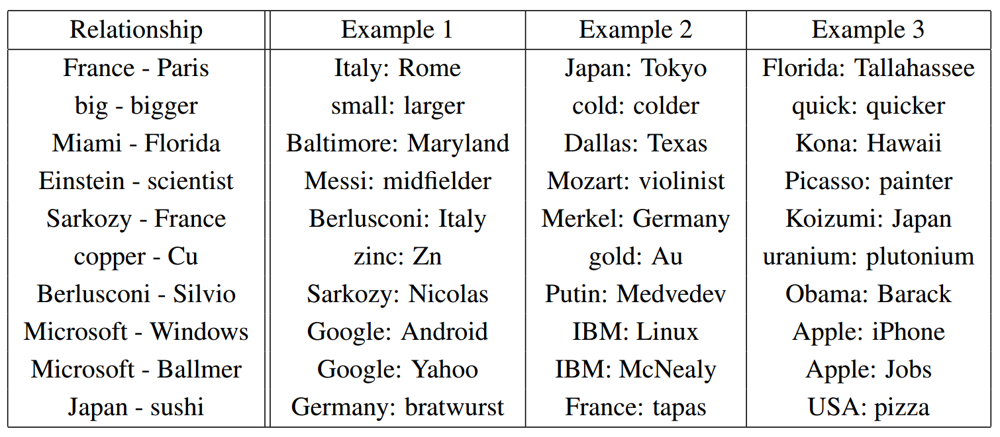 Relationship Example 1 Example 2 Example 3
France - Paris Italy: Rome Japan: Tokyo Florida: Tallahassee
big - bigger small: larger cold: colder quick: quicker
Miami - Florida Baltimore: Maryland Dallas: Texas Kona: Hawaii
Einstein - scientist Messi: midfielder Mozart: violinist Picasso: painter
Sarkozy - France Berlusconi: Italy Merkel: Germany Koizumi: Japan
copper - Cu zinc: Zn gold: Au uranium: plutonium
Berlusconi - Silvio Sarkozy: Nicolas Putin: Medvedev Obama: Barack
Microsoft - Windows Google: Android IBM: Linux Apple: iPhone
Microsoft - Ballmer Google: Yahoo IBM: McNealy Apple: Jobs
Japan - sushi Germany: bratwurst France: tapas USA: pizza